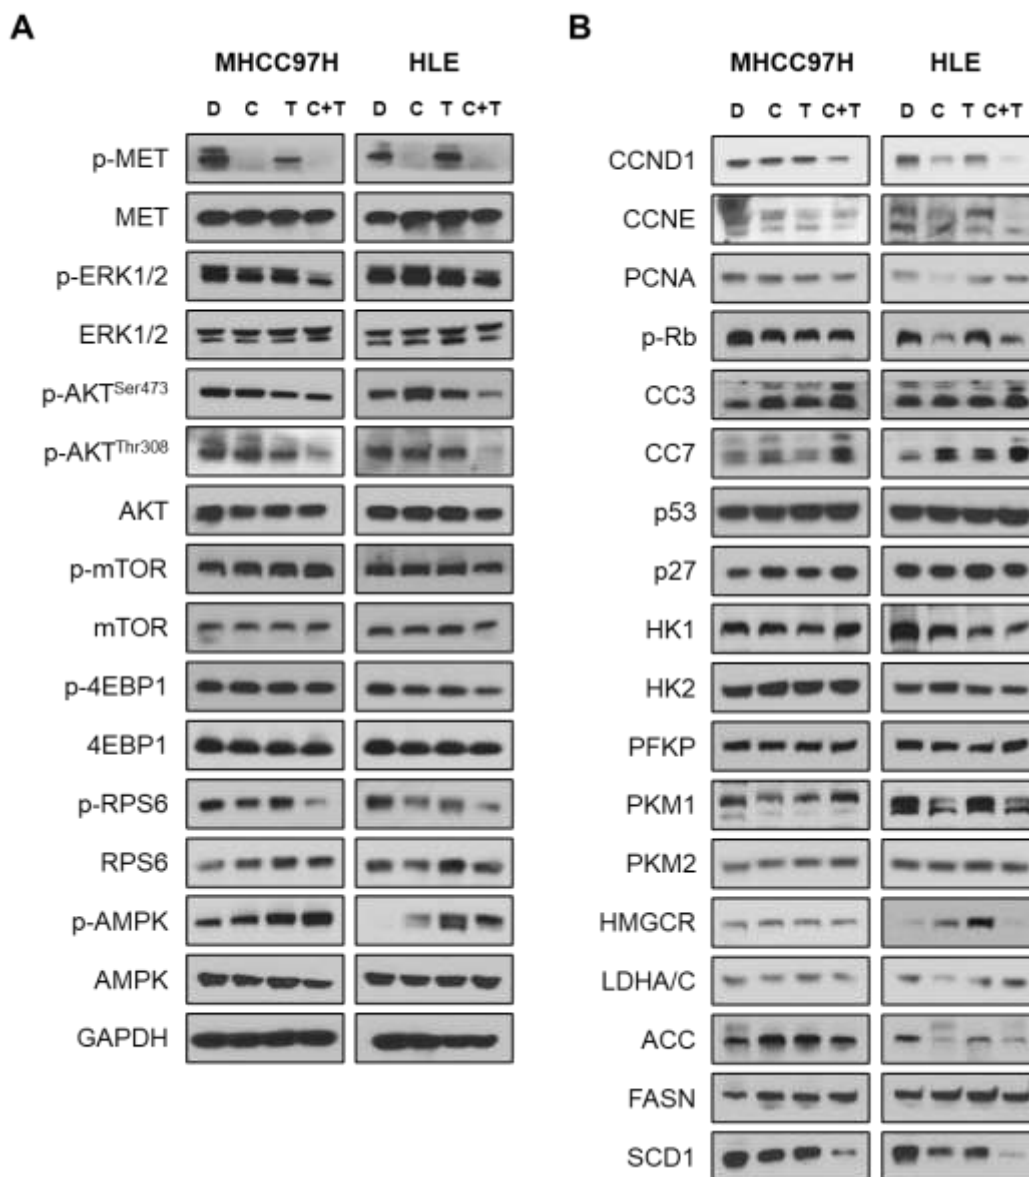 A
MHCC97H HLE
D C T C+T D C T C+T
p-MET
MET
p-ERK1/2
ERK1/2
p-AKTSer473
p-AKTThr308
AKT
p-mTOR
mTOR
p-4EBP1
4EBP1
p-RPS6
RPS6
p-AMPK
AMPK
GAPDH
B
MHCC97H HLE
D C T C+T D C T C+T
CCND1
CCNE
PCNA
p-Rb
CC3
CC7
p53
p27
HK1
HK2
PFKP
PKM1
PKM2
HMGCR
LDHA/C
ACC
FASN
SCD1